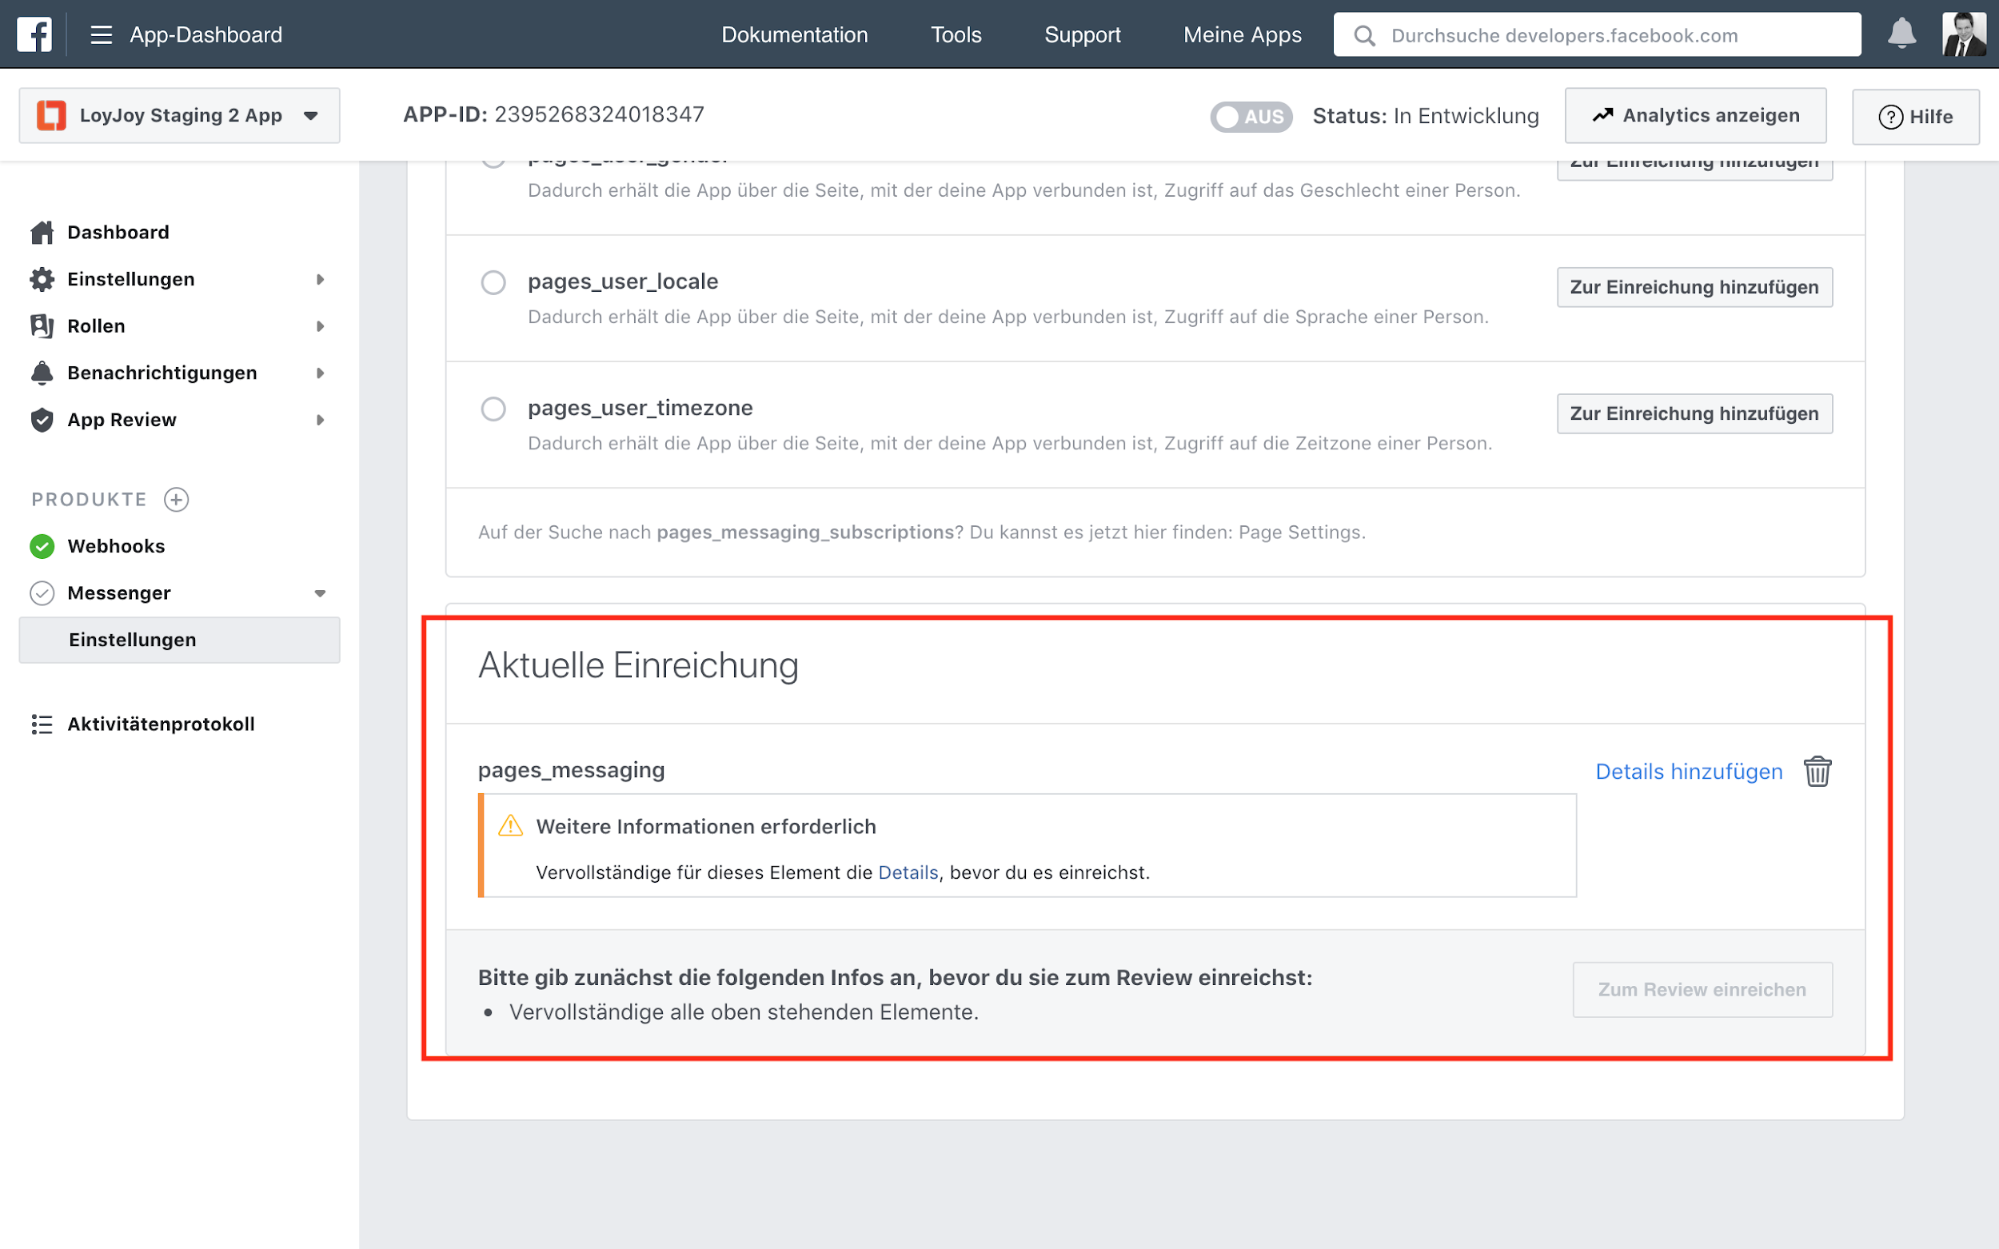 App-Dashboard
Dokumentation
Tools
Support
Meine Apps
Durchsuche developers.facebook.com
LoyJoy Staging 2 App
APP-ID: 2395268324018347
AUS
Status: In Entwicklung
Analytics anzeigen
Hilfe
Dashboard
Einstellungen
Rollen
Benachrichtigungen
App Review
PRODUKTE
Webhooks
Messenger
Einstellungen
Aktivitätenprotokoll
pages_user_gender
Zur Einreichung hinzufügen
Dadurch erhält die App über die Seite, mit der deine App verbunden ist, Zugriff auf das Geschlecht einer Person.
pages_user_locale
Zur Einreichung hinzufügen
Dadurch erhält die App über die Seite, mit der deine App verbunden ist, Zugriff auf die Sprache einer Person.
pages_user_timezone
Zur Einreichung hinzufügen
Dadurch erhält die App über die Seite, mit der deine App verbunden ist, Zugriff auf die Zeitzone einer Person.
Auf der Suche nach pages_messaging_subscriptions? Du kannst es jetzt hier finden: Page Settings.
Aktuelle Einreichung
pages_messaging
Details hinzufügen
Weitere Informationen erforderlich
Vervollständige für dieses Element die Details, bevor du es einreichst.
Bitte gib zunächst die folgenden Infos an, bevor du sie zum Review einreichst:
• Vervollständige alle oben stehenden Elemente.
Zum Review einreichen